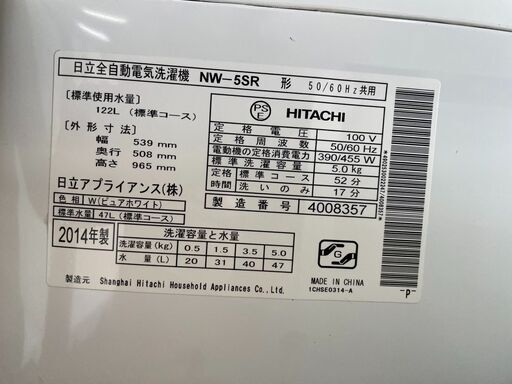 日立全自動電気洗濯機 NW-5SR 形 50/60Hz共用
〔標準使用水量〕
122L (標準コース)
〔外形寸法〕
幅 539 mm
奥行 508 mm
高さ 965 mm
日立アプライアンス(株)
色相 W(ピュアホワイト)
標準水量 47L (標準コース)
PS
E
HITACHI
定格電圧 100 V
定格周波数 50/60 Hz
電動機の定格消費電力 390/455 W
標準洗濯容量 5.0 kg
定格時間 標準コース 52 分
洗いのみ 17 分
製造番号 4008357
2014年製
洗濯容量と水量
洗濯容量(kg) 0.5 1.5 3.5 5.0
水量(L) 20 31 40 47
G
MADE IN CHINA
1CHSE0314-A
-P-
製造元 Shanghai Hitachi Household Appliances Co.,Ltd.